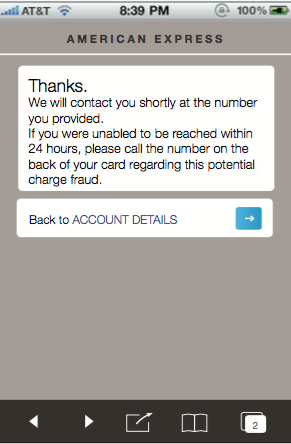 AT&T 8:39 PM 100%
AMERICAN EXPRESS
Thanks.
We will contact you shortly at the number
you provided.
If you were unabled to be reached within
24 hours, please call the number on the
back of your card regarding this potential
charge fraud.
Back to ACCOUNT DETAILS
2